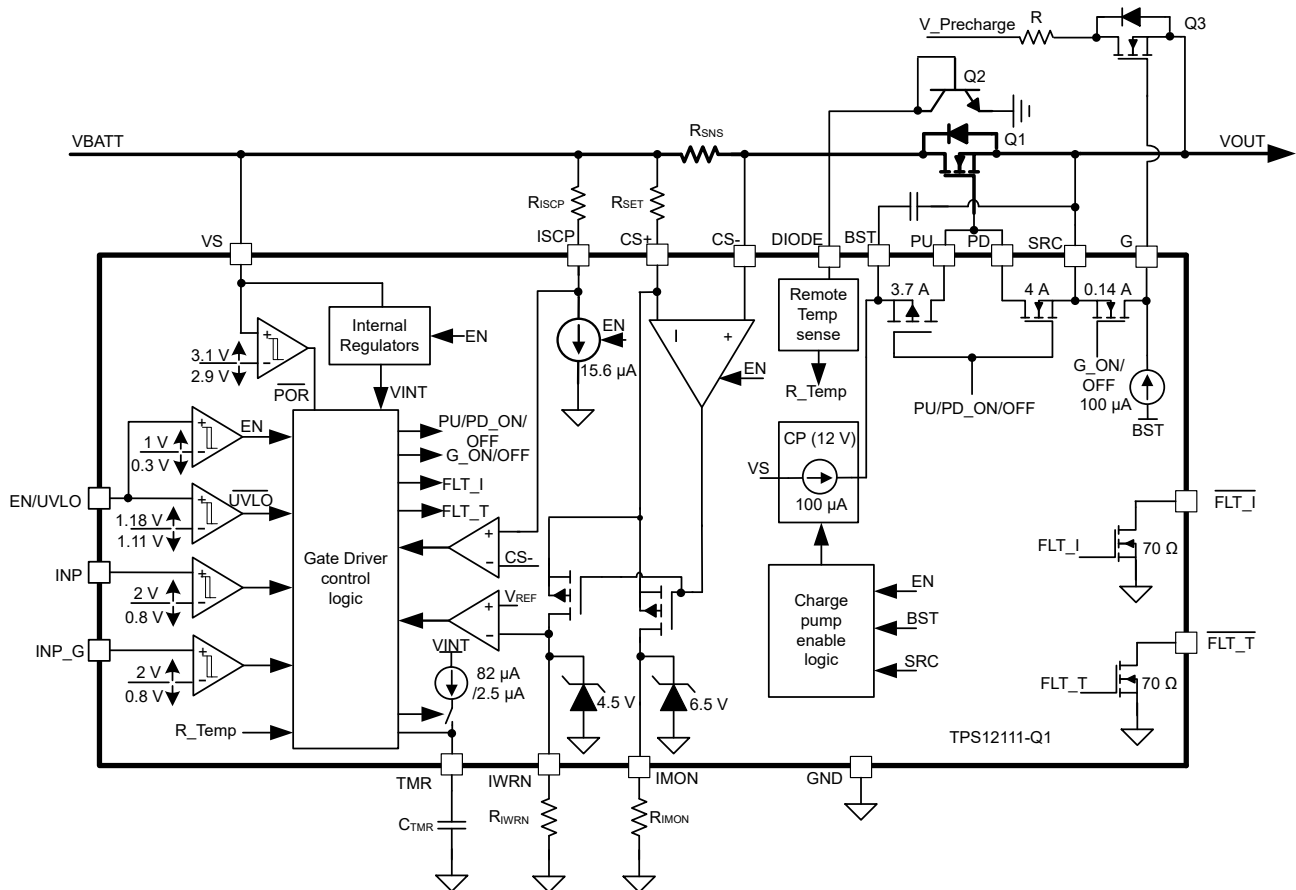 V_Precharge
R
Q3
Q2
VBATT
RSNS
Q1
VOUT
RISCP
RSET
VS
ISCP
CS+
CS-
DIODE
BST
PU
PD
SRC
G
3.1 V
2.9 V
+
−
POR
Internal
Regulators
EN
VINT
EN
15.6 µA
I
+
EN
Remote
Temp
sense
R_Temp
3.7 A
4 A
0.14 A
PU/PD_ON/OFF
G_ON/
OFF
100 µA
BST
EN/UVLO
1 V
0.3 V
+
−
EN
1.18 V
1.11 V
+
−
UVLO
INP
2 V
0.8 V
+
−
INP_G
2 V
0.8 V
+
−
R_Temp
Gate Driver
control
logic
PU/PD_ON/
OFF
G_ON/OFF
FLT_I
FLT_T
+
−
CS-
+
−
VREF
VINT
82 µA
/2.5 µA
4.5 V
6.5 V
CP (12 V)
VS
100 µA
Charge
pump
enable
logic
EN
BST
SRC
FLT_I
FLT_I
70 Ω
FLT_T
FLT_T
70 Ω
TPS12111-Q1
TMR
IWRN
IMON
GND
CTMR
RIWRN
RIMON